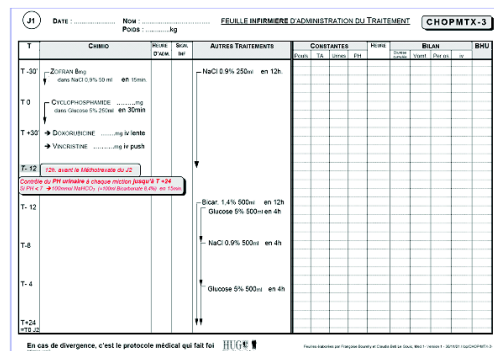 J1 DATE : .................... NOM : ........................... FEUILLE INFIRMIÈRE D'ADMINISTRATION DU TRAITEMENT CHOPMTX-3
POIDS : ..........kg
T CHIMIO HEURE D'ADM. SIGN. INF AUTRES TRAITEMENTS CONSTANTES HEURE BILAN BHU
Pouls TA Urines PH Vomi Per os iv
T -30' ZOFRAN 8mg NaCl 0.9% 250ml en 12h.
dans NaCl 0,9% 50 ml en 15min.
T 0 CYCLOPHOSPHAMIDE .........mg
dans Glucose 5% 250ml en 30min
T +30' ➔ DOXORUBICINE .......mg iv lente
➔ VINCRISTINE .......mg iv push
T- 12 12h. avant le Méthotrexate du J2
Contrôle du PH urinaire à chaque miction jusqu'à T +24
Si PH < 7 ➔100mmol NaHCO₃ (=100ml Bicarbonate 8,4%) en 15min.
T- 12 Bicar. 1,4% 500ml en 12h
Glucose 5% 500ml en 4h
T-8 NaCl 0.9% 500ml en 4h
T- 4 Glucose 5% 500ml en 4h
T+24
=T0 J2
En cas de divergence, c'est le protocole médical qui fait foi HUG